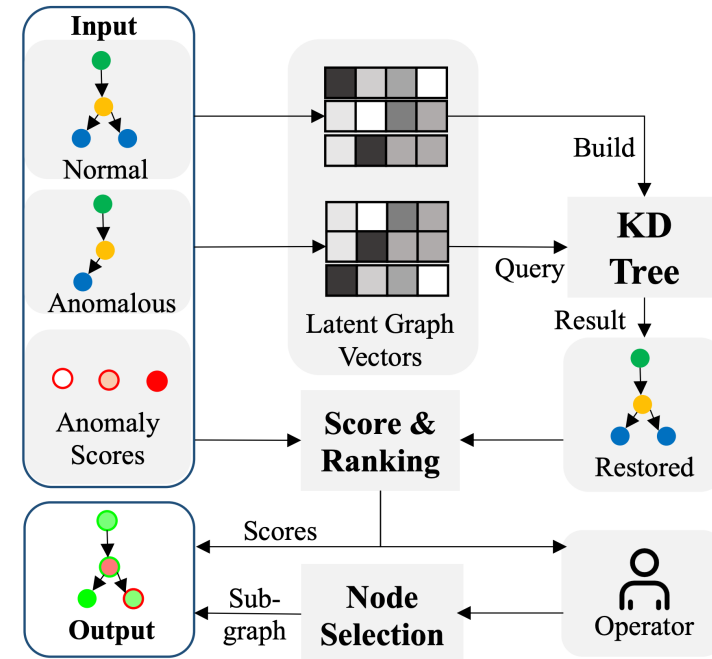 Input
Normal
Anomalous
Anomaly
Scores
Latent Graph
Vectors
Build
Query
KD
Tree
Result
Restored
Score &
Ranking
Scores
Operator
Node
Selection
Sub-
graph
Output